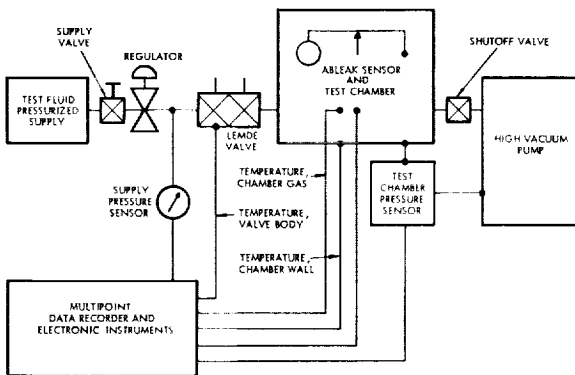 SUPPLY
VALVE
REGULATOR
TEST FLUID
PRESSURIZED
SUPPLY
LEMDE
VALVE
ABLEAK SENSOR
AND
TEST CHAMBER
SHUTOFF VALVE
HIGH VACUUM
PUMP
SUPPLY
PRESSURE
SENSOR
TEMPERATURE,
CHAMBER GAS
TEMPERATURE,
VALVE BODY
TEMPERATURE,
CHAMBER WALL
TEST
CHAMBER
PRESSURE
SENSOR
MULTIPOINT
DATA RECORDER AND
ELECTRONIC INSTRUMENTS